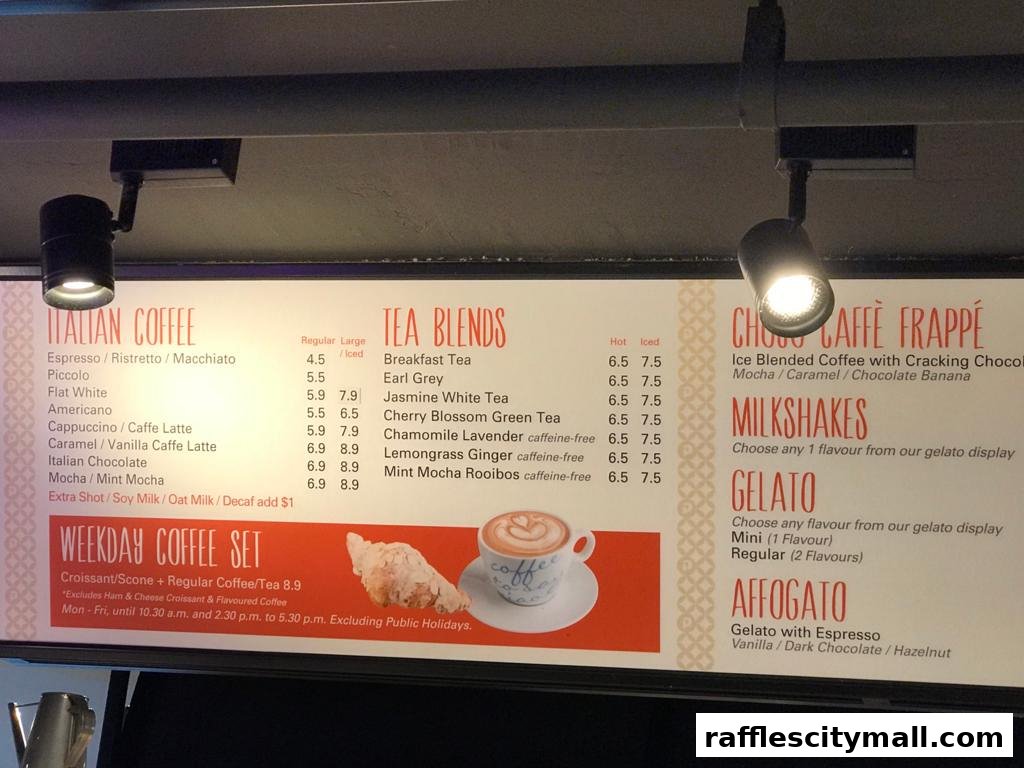 ITALIAN COFFEE
Regular Large / Iced
Espresso / Ristretto / Macchiato 4.5
Piccolo 5.5
Flat White 5.9 7.9
Americano 5.5 6.5
Cappuccino / Caffe Latte 5.9 7.9
Caramel / Vanilla Caffe Latte 6.9 8.9
Italian Chocolate 6.9 8.9
Mocha / Mint Mocha 6.9 8.9
Extra Shot / Soy Milk / Oat Milk / Decaf add $1
TEA BLENDS
Hot Iced
Breakfast Tea 6.5 7.5
Earl Grey 6.5 7.5
Jasmine White Tea 6.5 7.5
Cherry Blossom Green Tea 6.5 7.5
Chamomile Lavender caffeine-free 6.5 7.5
Lemongrass Ginger caffeine-free 6.5 7.5
Mint Mocha Rooibos caffeine-free 6.5 7.5
WEEKDAY COFFEE SET
Croissant/Scone + Regular Coffee/Tea 8.9
*Excludes Ham & Cheese Croissant & Flavoured Coffee
Mon - Fri, until 10.30 a.m. and 2.30 p.m. to 5.30 p.m. Excluding Public Holidays.
coffee
CAFFÈ FRAPPÉ
Ice Blended Coffee with Cracking
Mocha / Caramel / Chocolate Banana
MILKSHAKES
Choose any 1 flavour from our gelato display
GELATO
Choose any flavour from our gelato display
Mini (1 Flavour)
Regular (2 Flavours)
AFFOGATO
Gelato with Espresso
Vanilla / Dark Chocolate / Hazelnut
rafflescitymall.com